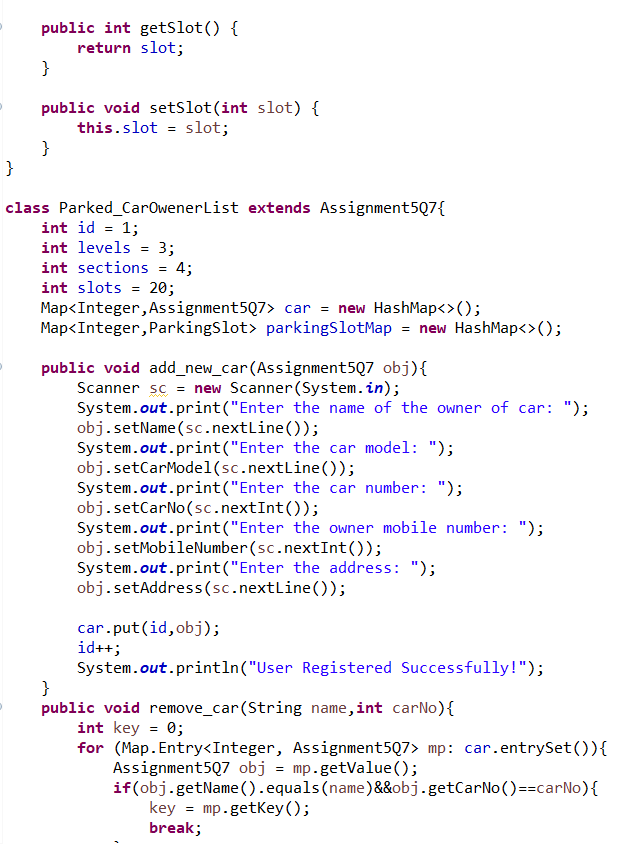 public int getSlot() {
return slot;
}
public void setSlot(int slot) {
this.slot = slot;
}
}
class Parked_CarOwenerList extends Assignment5Q7{
int id = 1;
int levels = 3;
int sections = 4;
int slots = 20;
Map<Integer,Assignment5Q7> car = new HashMap<>();
Map<Integer,ParkingSlot> parkingSlotMap = new HashMap<>();
public void add_new_car(Assignment5Q7 obj){
Scanner sc = new Scanner(System.in);
System.out.print("Enter the name of the owner of car: ");
obj.setName(sc.nextLine());
System.out.print("Enter the car model: ");
obj.setCarModel(sc.nextLine());
System.out.print("Enter the car number: ");
obj.setCarNo(sc.nextInt());
System.out.print("Enter the owner mobile number: ");
obj.setMobileNumber(sc.nextInt());
System.out.print("Enter the address: ");
obj.setAddress(sc.nextLine());
car.put(id,obj);
id++;
System.out.println("User Registered Successfully!");
}
public void remove_car(String name,int carNo){
int key = 0;
for (Map.Entry<Integer, Assignment5Q7> mp: car.entrySet()){
Assignment5Q7 obj = mp.getValue();
if(obj.getName().equals(name)&&obj.getCarNo()==carNo){
key = mp.getKey();
break;